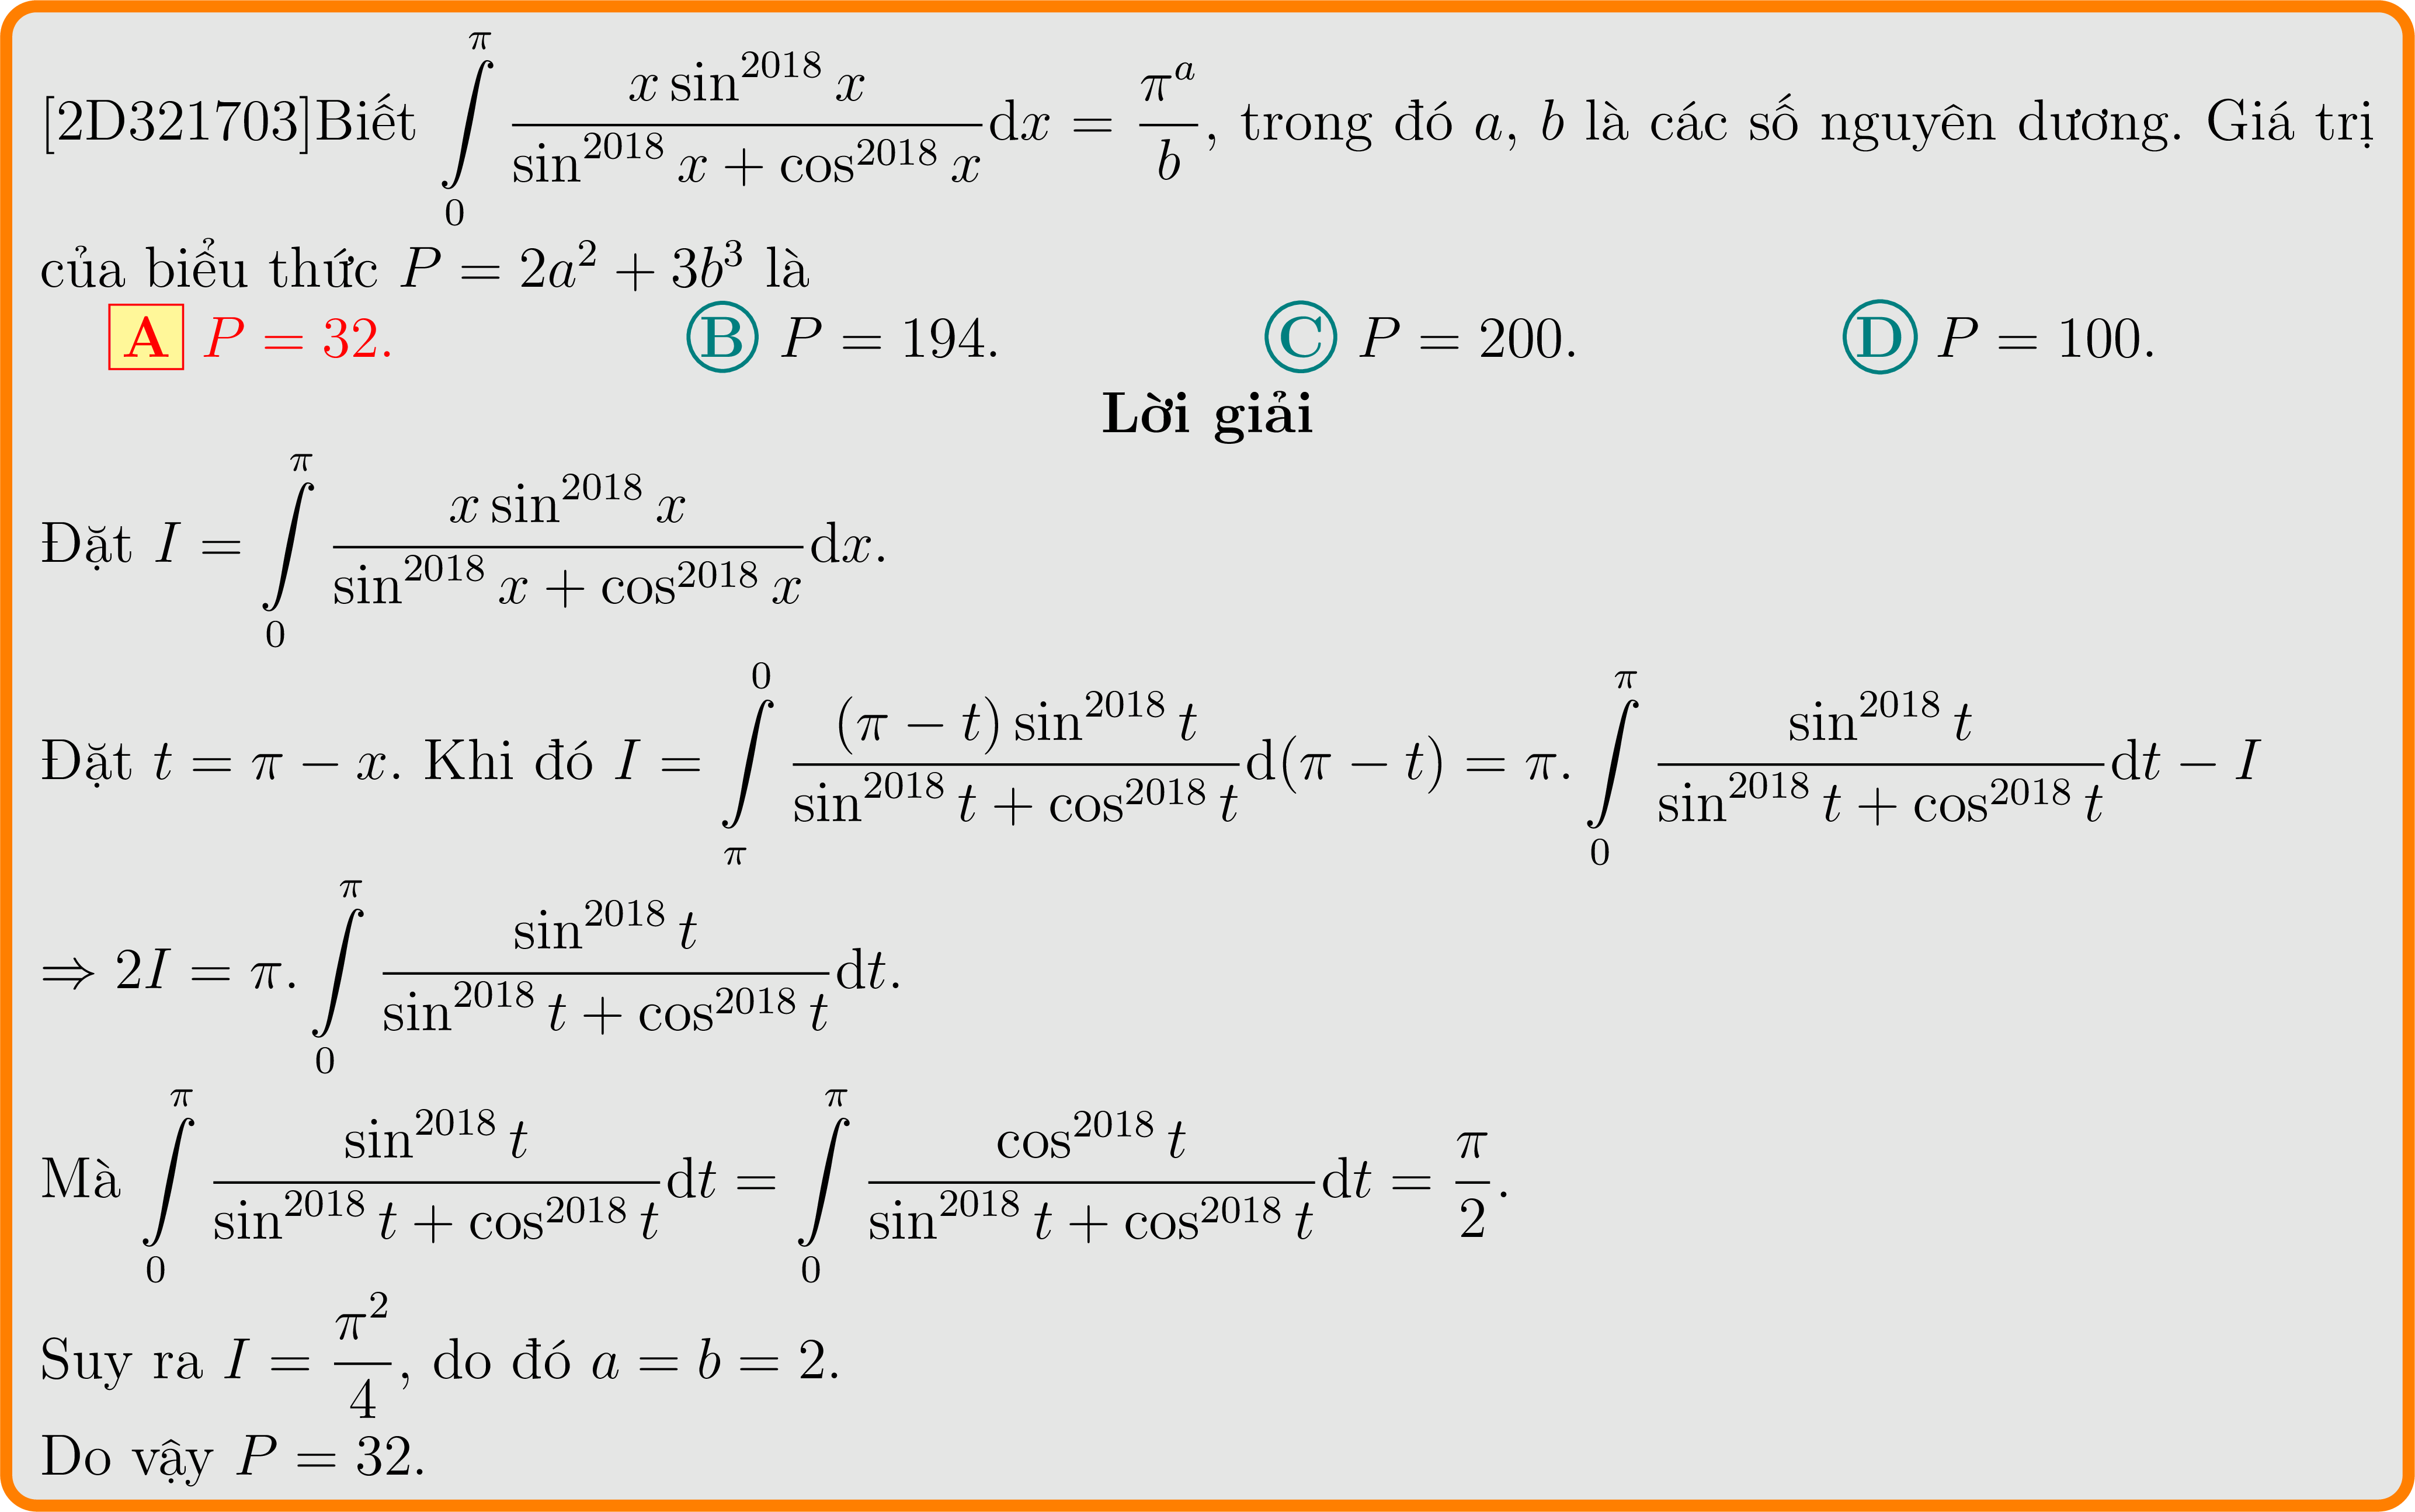 [2D321703]Biết $\int\limits_0^\pi \frac{x \sin^{2018} x}{\sin^{2018} x + \cos^{2018} x} \mathrm{d}x = \frac{\pi^a}{b}$, trong đó $a$, $b$ là các số nguyên dương. Giá trị
của biểu thức $P = 2a^2 + 3b^3$ là
A $P = 32.$ B $P = 194.$ C $P = 200.$ D $P = 100.$
Lời giải
Đặt $I = \int\limits_0^\pi \frac{x \sin^{2018} x}{\sin^{2018} x + \cos^{2018} x} \mathrm{d}x.$
Đặt $t = \pi - x.$ Khi đó $I = \int\limits_\pi^0 \frac{(\pi - t) \sin^{2018} t}{\sin^{2018} t + \cos^{2018} t} \mathrm{d}(\pi - t) = \pi. \int\limits_0^\pi \frac{\sin^{2018} t}{\sin^{2018} t + \cos^{2018} t} \mathrm{d}t - I$
$\Rightarrow 2I = \pi. \int\limits_0^\pi \frac{\sin^{2018} t}{\sin^{2018} t + \cos^{2018} t} \mathrm{d}t.$
Mà $\int\limits_0^\pi \frac{\sin^{2018} t}{\sin^{2018} t + \cos^{2018} t} \mathrm{d}t = \int\limits_0^\pi \frac{\cos^{2018} t}{\sin^{2018} t + \cos^{2018} t} \mathrm{d}t = \frac{\pi}{2}.$
Suy ra $I = \frac{\pi^2}{4}$, do đó $a = b = 2.$
Do vậy $P = 32.$